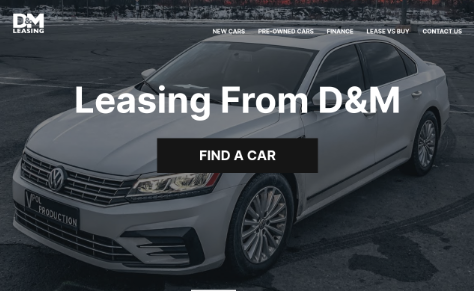 D&M
LEASING
NEW CARS
PRE-OWNED CARS
FINANCE
LEASE VS BUY
CONTACT US
Leasing From D&M
FIND A CAR
PRODUCTION